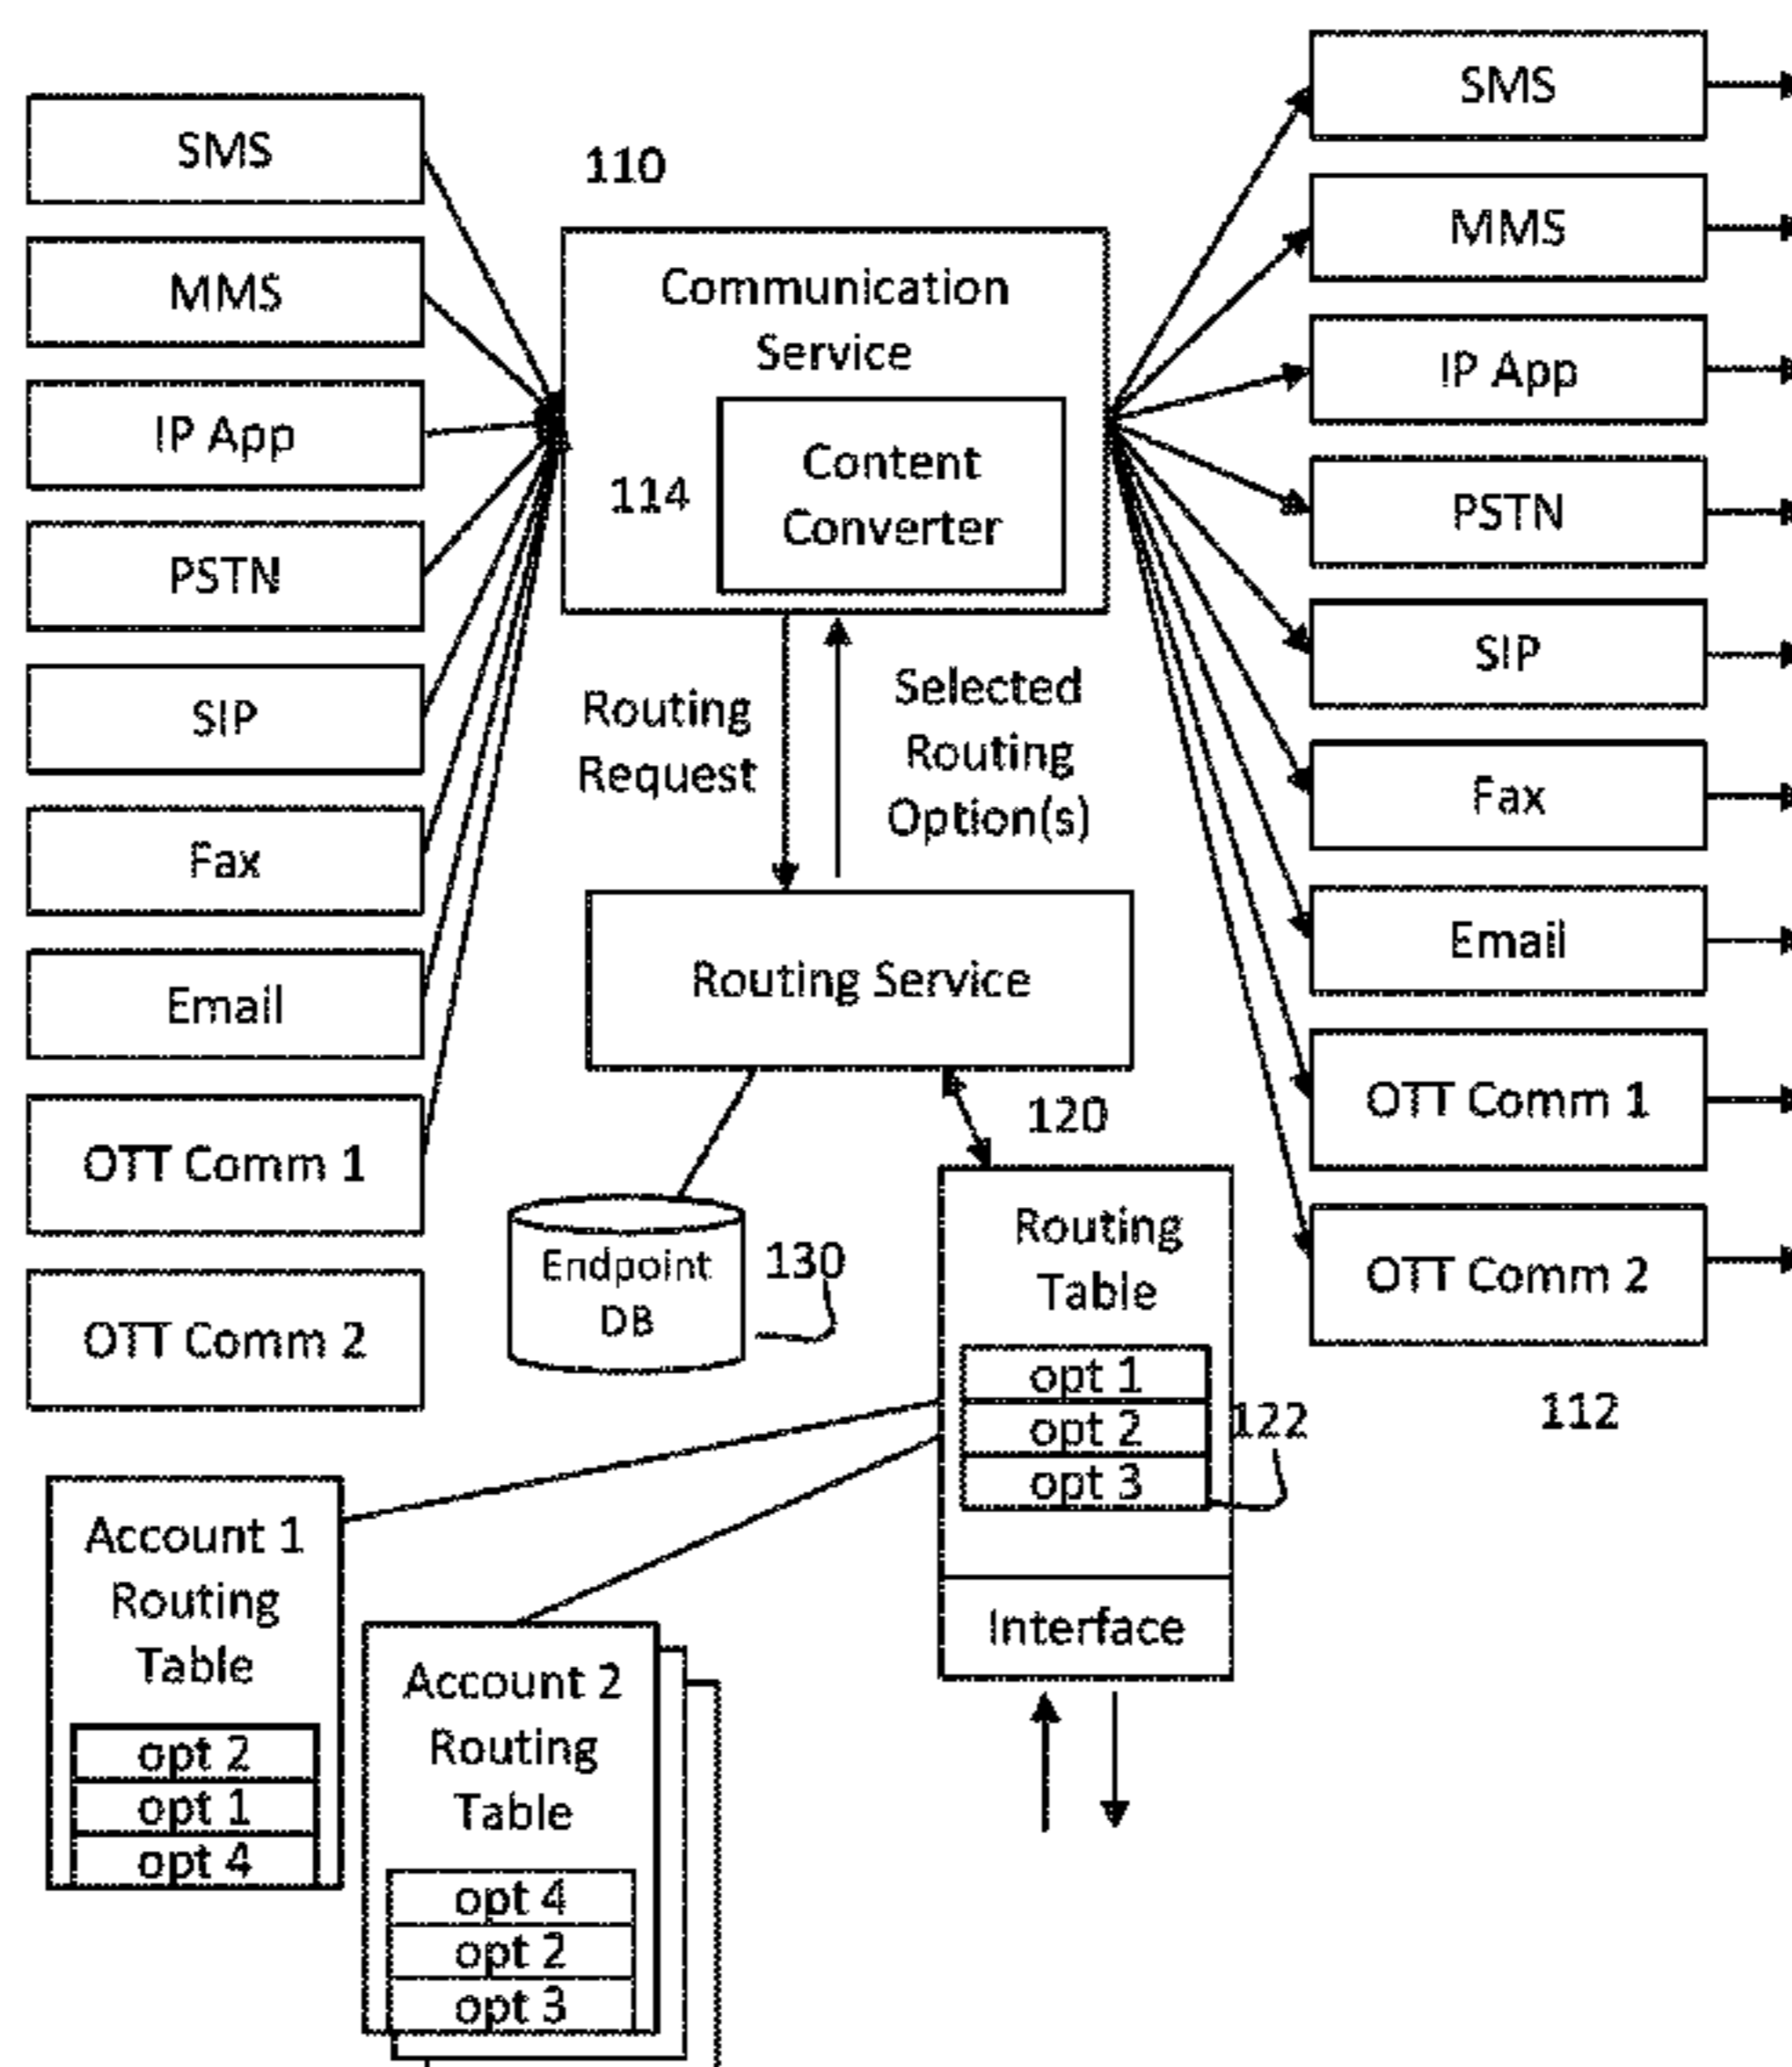 SMS
MMS
IP App
PSTN
SIP
Fax
Email
OTT Comm 1
OTT Comm 2
110
Communication
Service
114
Content
Converter
Routing
Request
Selected
Routing
Option(s)
Routing Service
120
Endpoint
DB
130
Routing
Table
opt 1
opt 2
opt 3
122
Interface
Account 1
Routing
Table
opt 2
opt 1
opt 4
Account 2
Routing
Table
opt 4
opt 2
opt 3
SMS
MMS
IP App
PSTN
SIP
Fax
Email
OTT Comm 1
OTT Comm 2
112